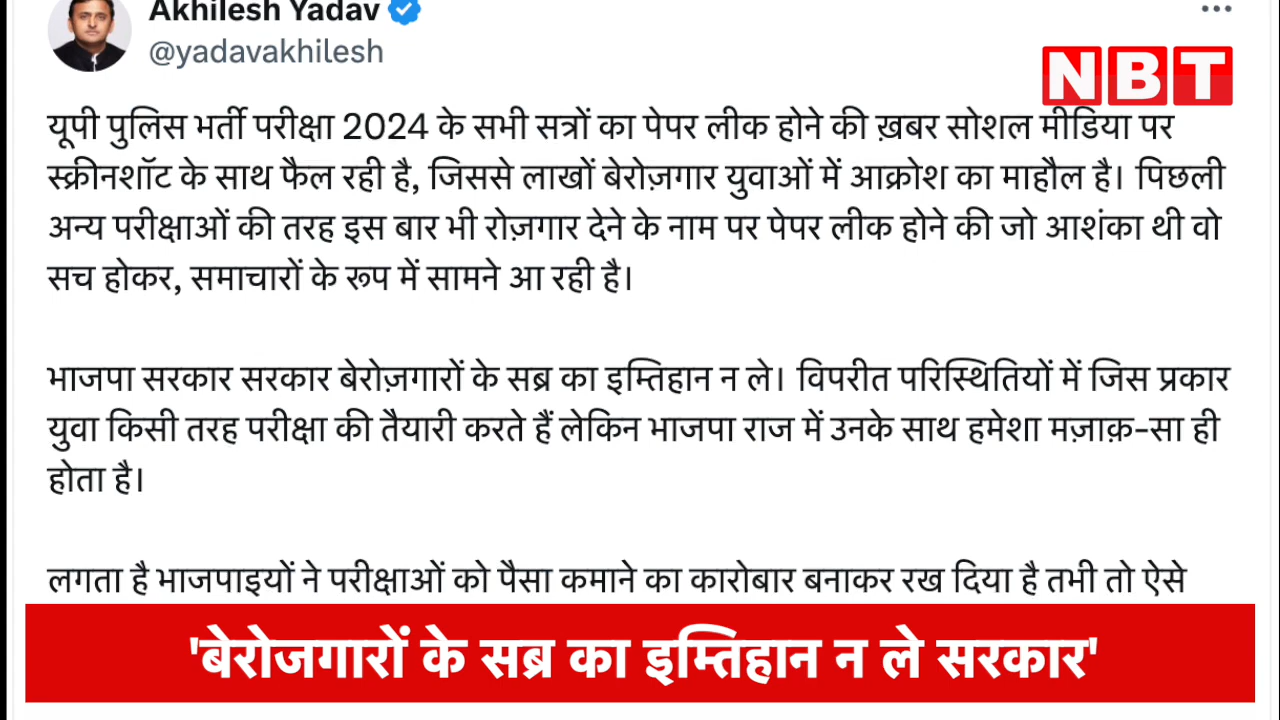 Akhilesh Yadav
@yadavakhilesh
NBT
यूपी पुलिस भर्ती परीक्षा 2024 के सभी सत्रों का पेपर लीक होने की ख़बर सोशल मीडिया पर
स्क्रीनशॉट के साथ फैल रही है, जिससे लाखों बेरोज़गार युवाओं में आक्रोश का माहौल है। पिछली
अन्य परीक्षाओं की तरह इस बार भी रोज़गार देने के नाम पर पेपर लीक होने की जो आशंका थी वो
सच होकर, समाचारों के रूप में सामने आ रही है।
भाजपा सरकार सरकार बेरोज़गारों के सब्र का इम्तिहान न ले। विपरीत परिस्थितियों में जिस प्रकार
युवा किसी तरह परीक्षा की तैयारी करते हैं लेकिन भाजपा राज में उनके साथ हमेशा मज़ाक़-सा ही
होता है।
लगता है भाजपाइयों ने परीक्षाओं को पैसा कमाने का कारोबार बनाकर रख दिया है तभी तो ऐसे
'बेरोजगारों के सब्र का इम्तिहान न ले सरकार'